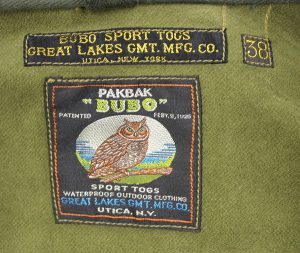 BUBO SPORT TOGS
GREAT LAKES GMT. MFG. CO.
UTICA, NEW YORK
38
PAKBAK
"BUBO"
PATENTED FEBY. 9, 1926
SPORT TOGS
WATERPROOF OUTDOOR CLOTHING
GREAT LAKES GMT. MFG. CO.
UTICA, N.Y.